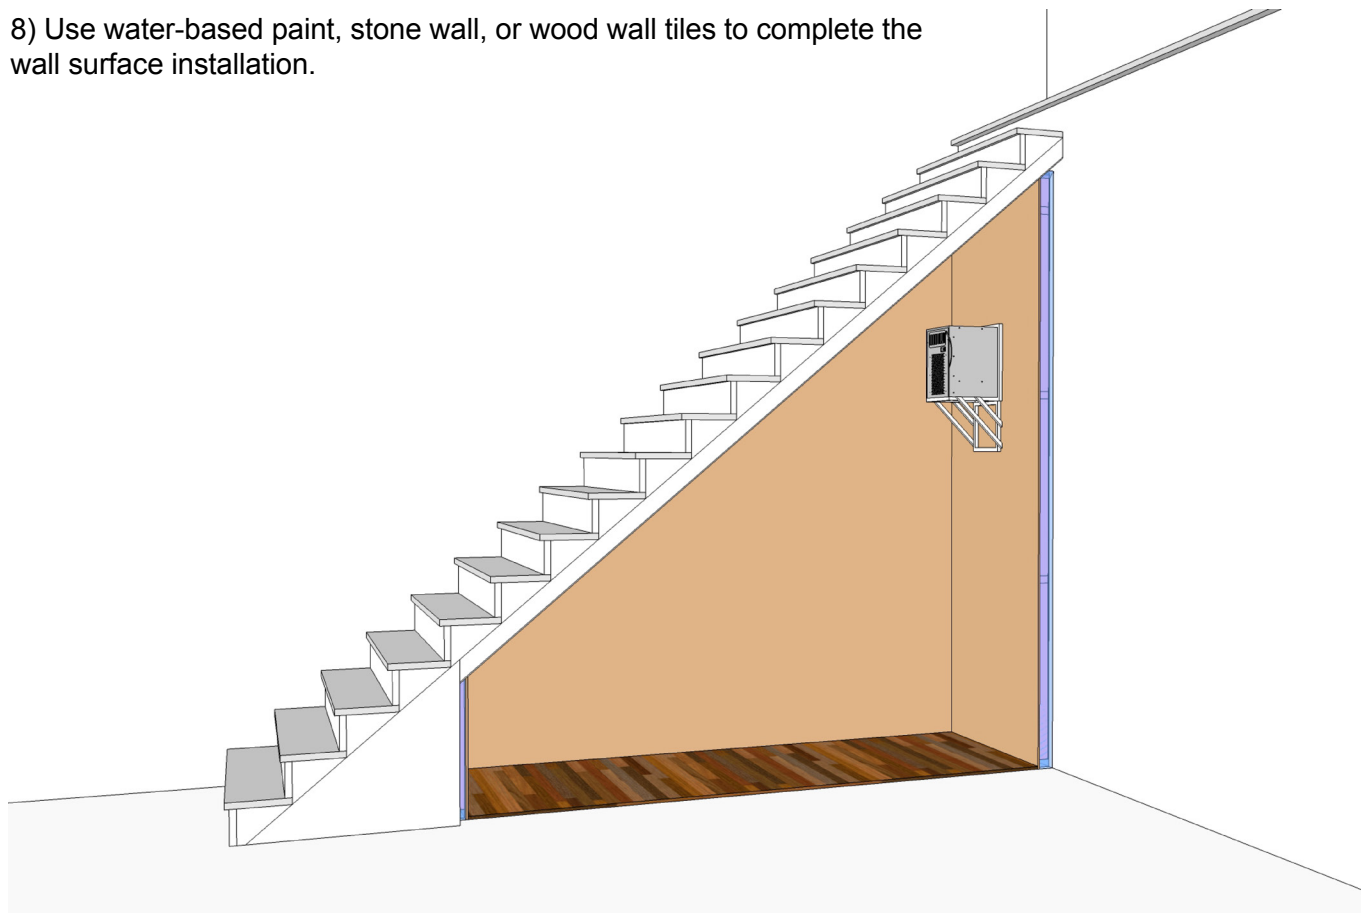 8) Use water-based paint, stone wall, or wood wall tiles to complete the
wall surface installation.